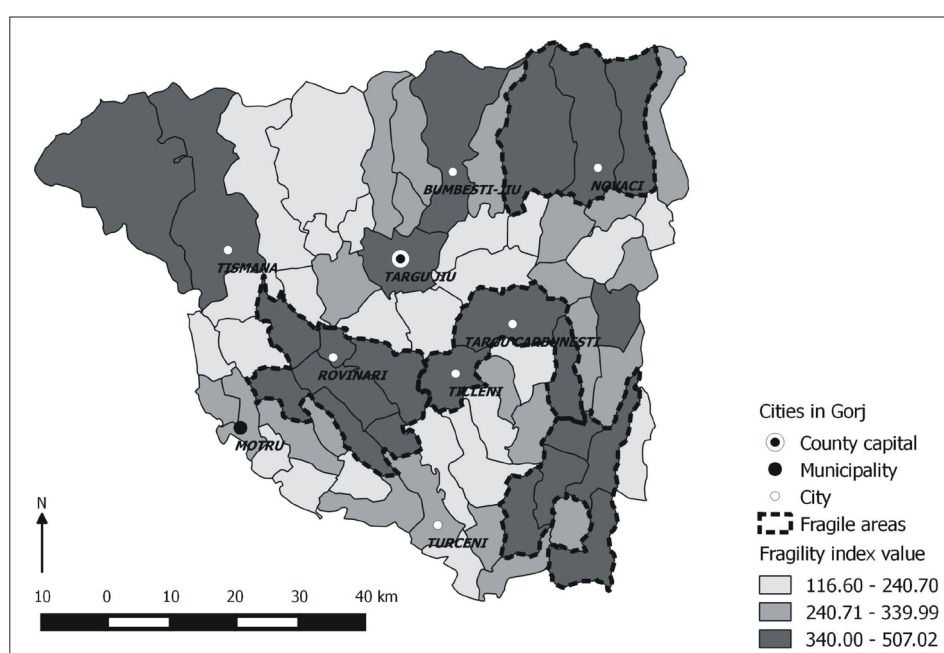 BUMBESTI-JIU
NOVACI
TISMANA
TARGU JIU
TARGU CARBUNESTI
ROVINARI
TICLENI
MOTRU
TURCENI
N
10 0 10 20 30 40 km
Cities in Gorj
County capital
Municipality
City
Fragile areas
Fragility index value
116.60 - 240.70
240.71 - 339.99
340.00 - 507.02